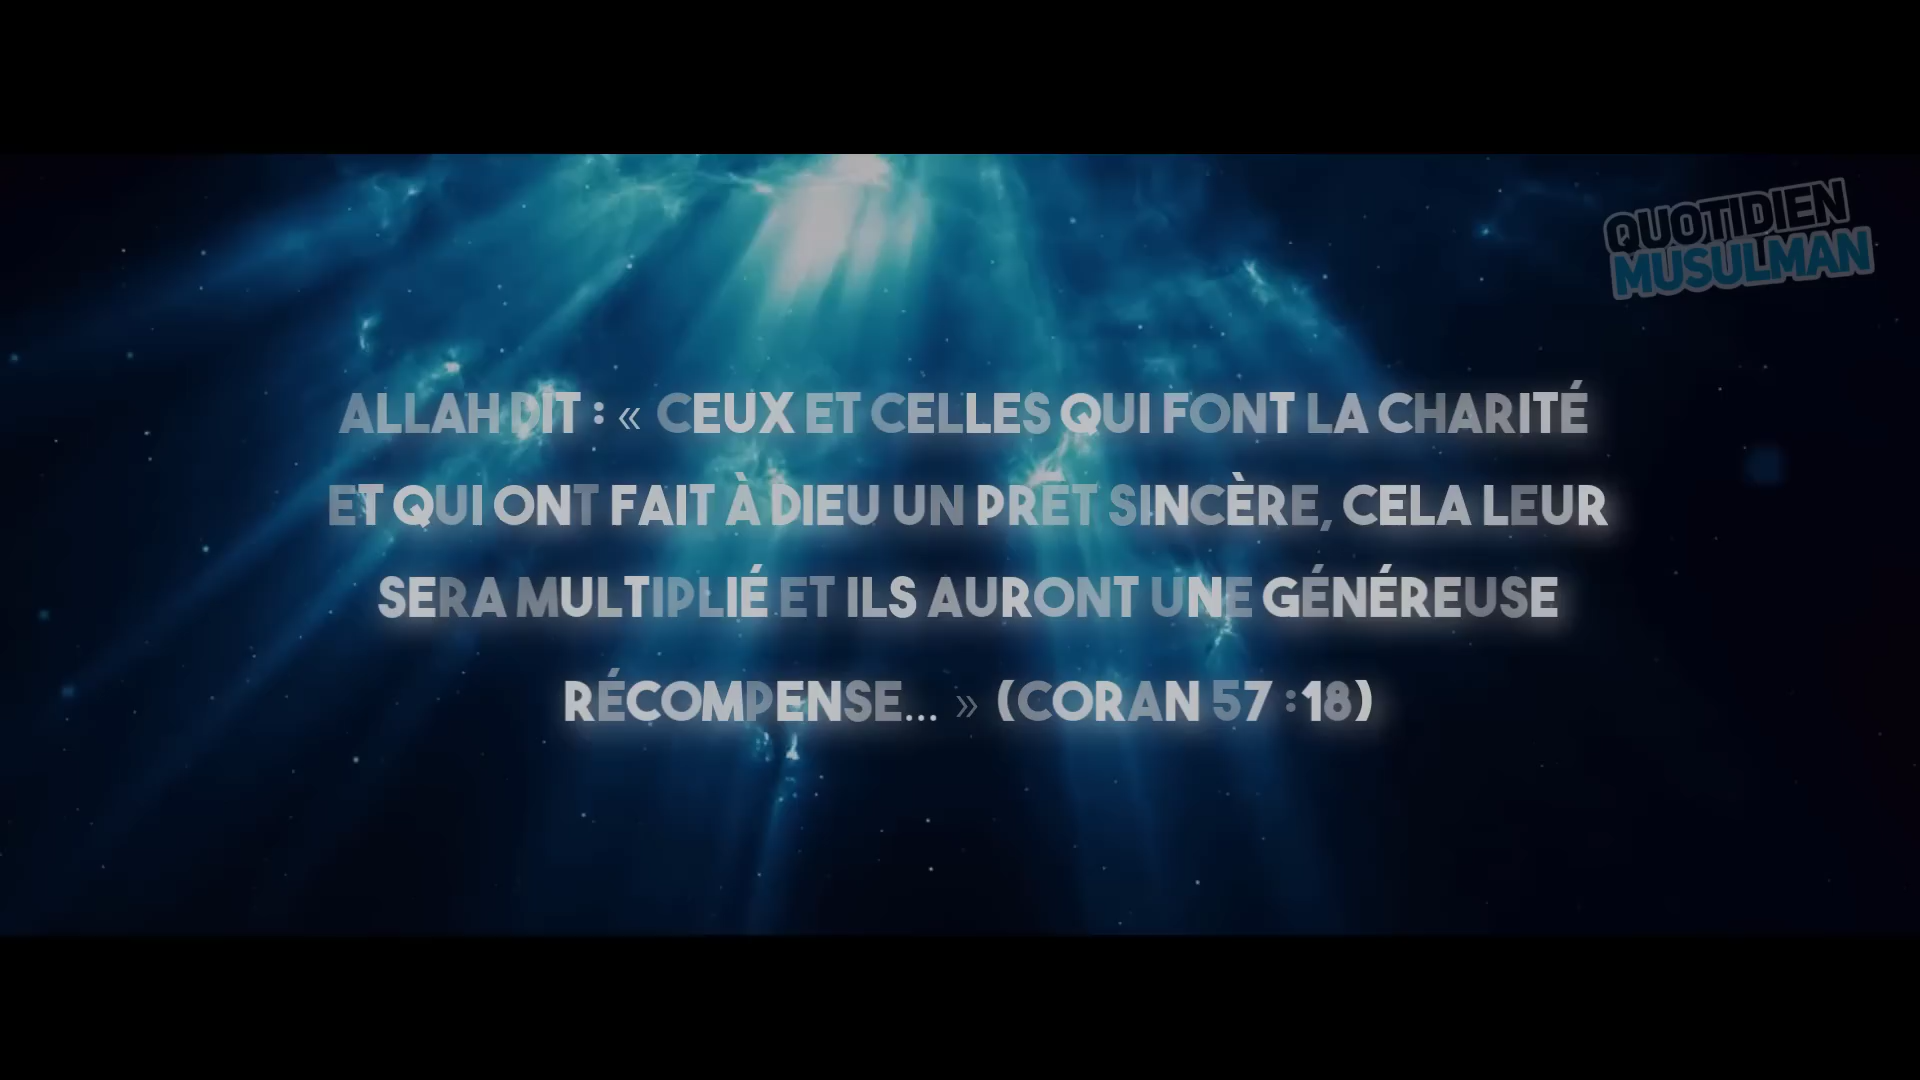 QUOTIDIEN
MUSULMAN
ALLAH DIT : « CEUX ET CELLES QUI FONT LA CHARITÉ
ET QUI ONT FAIT À DIEU UN PRÊT SINCÈRE, CELA LEUR
SERA MULTIPLIÉ ET ILS AURONT UNE GÉNÉREUSE
RÉCOMPENSE... » (CORAN 57 :18)